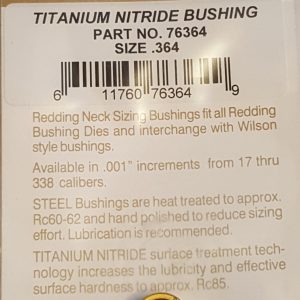 TITANIUM NITRIDE BUSHING
PART NO. 76364
SIZE .364
6 11760 76364 9
Redding Neck Sizing Bushings fit all Redding
Bushing Dies and interchange with Wilson
style bushings.
Available in .001" increments from 17 thru
338 calibers.
STEEL Bushings are heat treated to approx.
Rc60-62 and hand polished to reduce sizing
effort. Lubrication is recommended.
TITANIUM NITRIDE surface treatment tech-
nology increases the lubricity and effective
surface hardness to approx. Rc85.